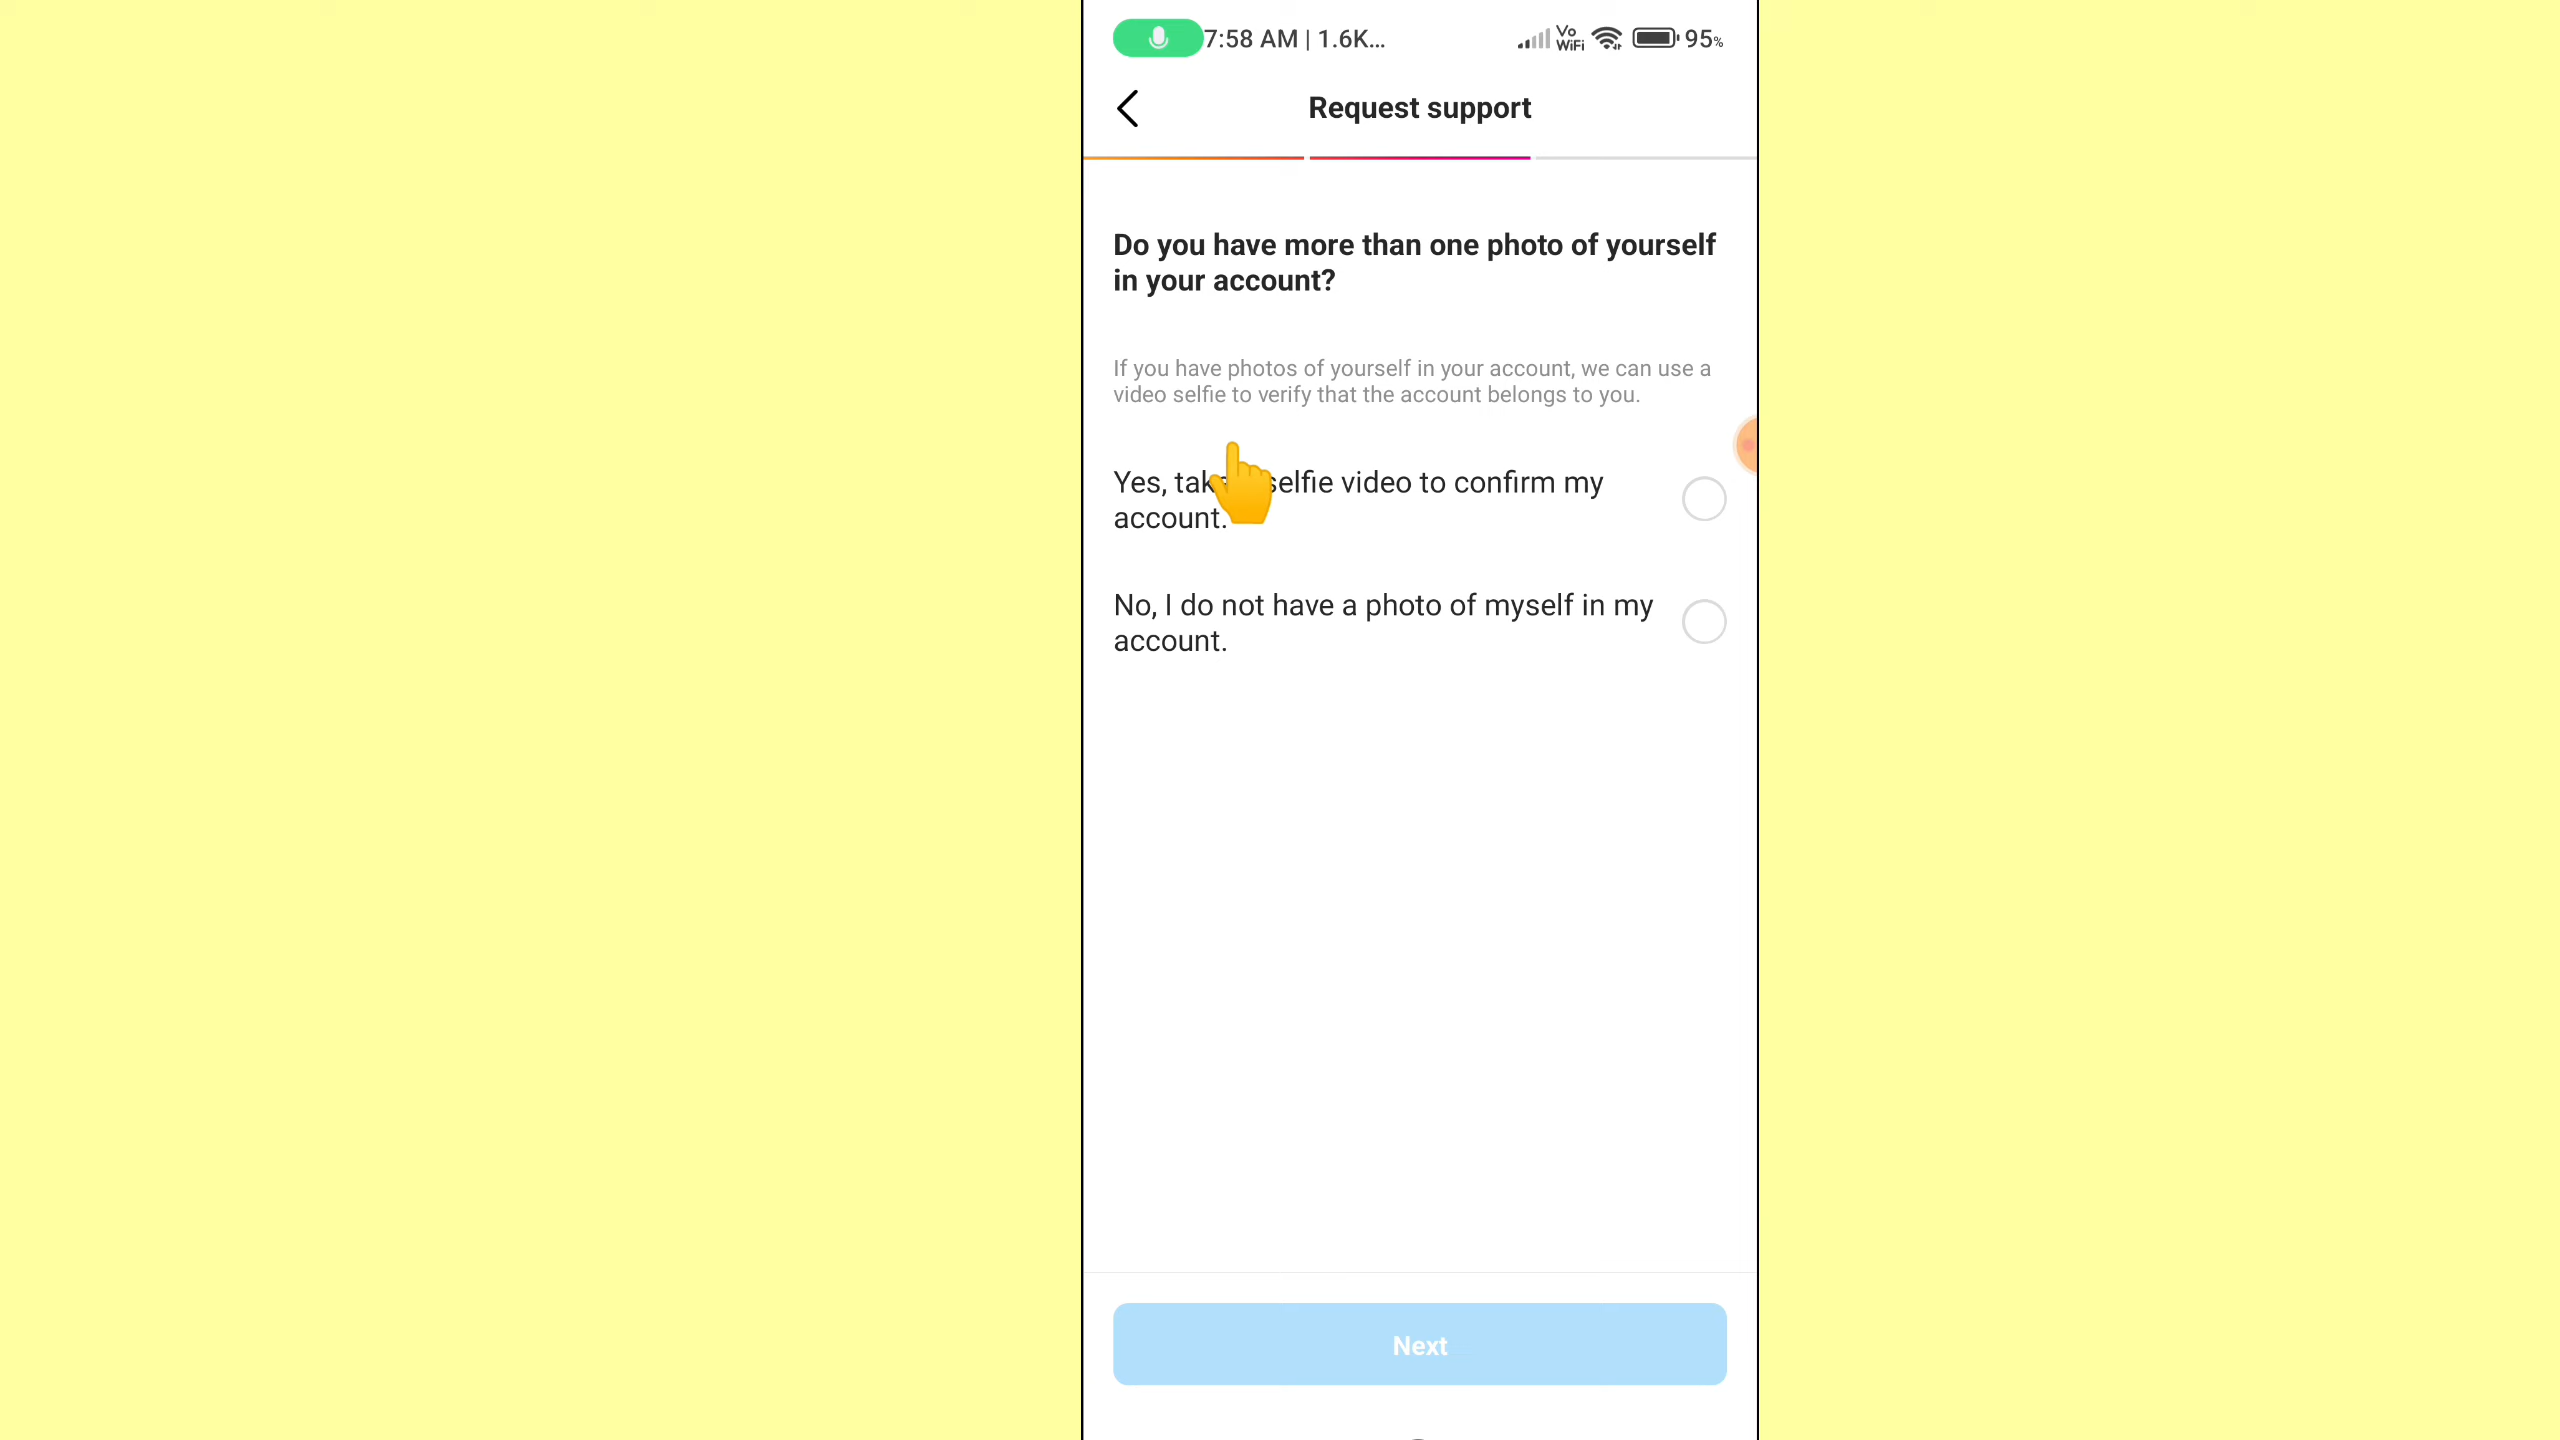 7:58 AM | 1.6K... Vo WiFi 95%
Request support
Do you have more than one photo of yourself
in your account?
If you have photos of yourself in your account, we can use a
video selfie to verify that the account belongs to you.
Yes, selfie video to confirm my
account.
No, I do not have a photo of myself in my
account.
Next